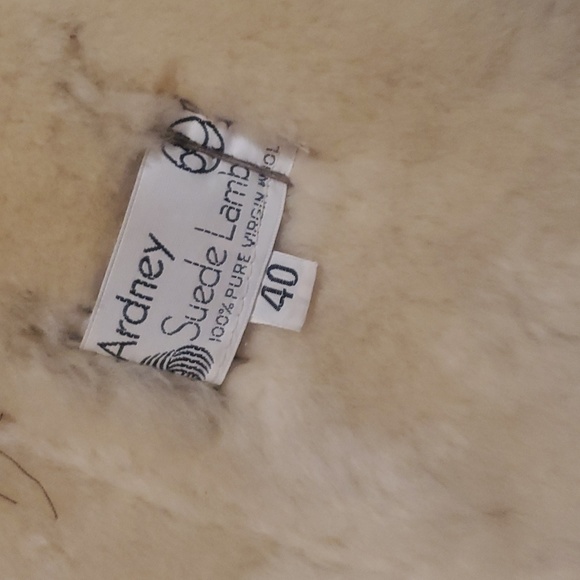 Ardney
Suede Lamb
100% PURE VIRGIN WOOL
40